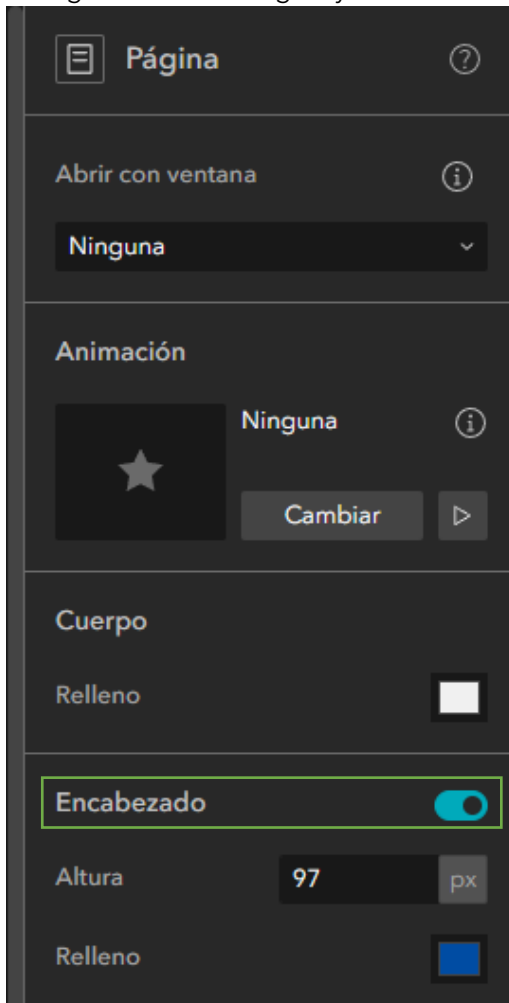 Página
Abrir con ventana
Ninguna
Animación
Ninguna
Cambiar
Cuerpo
Relleno
Encabezado
Altura 97 px
Relleno